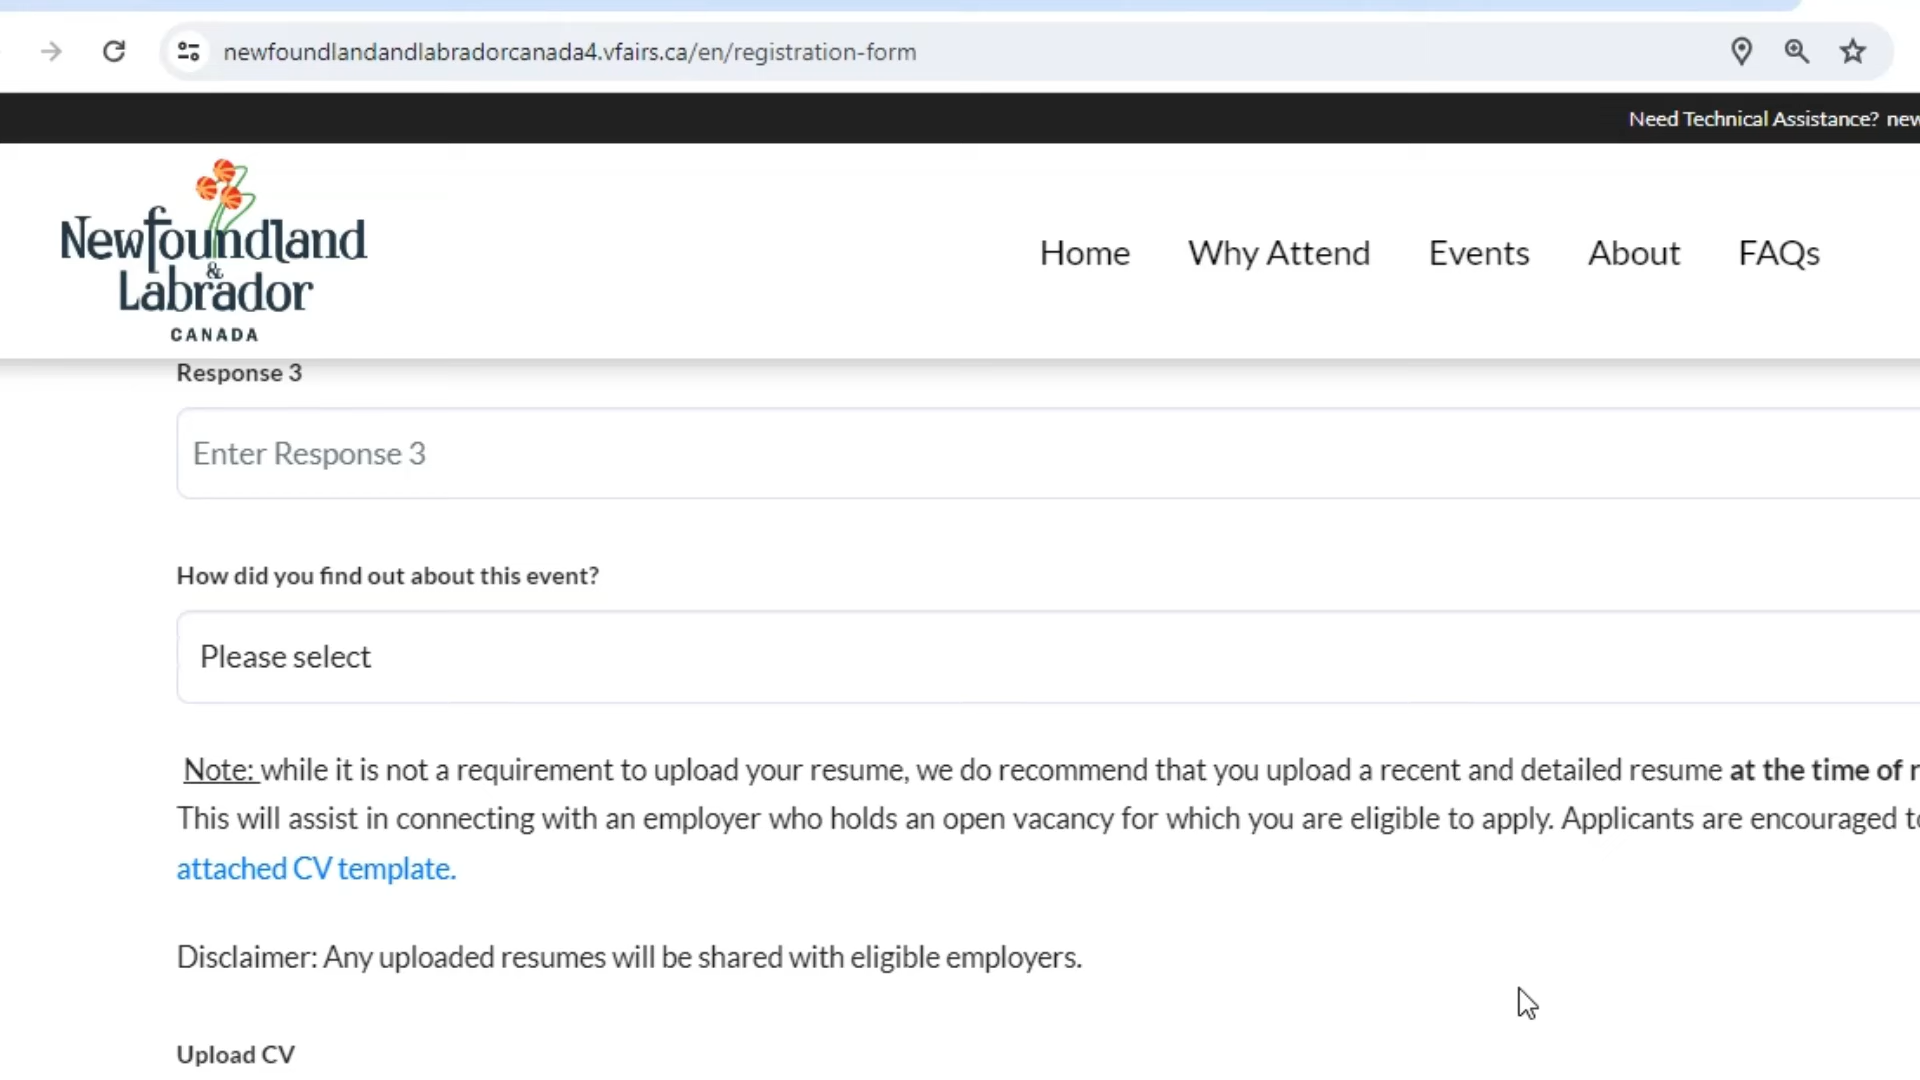 newfoundlandandlabradorcanada4.vfairs.ca/en/registration-form
Need Technical Assistance?
Newfoundland
&
Labrador
CANADA
Home Why Attend Events About FAQs
Response 3
Enter Response 3
How did you find out about this event?
Please select
Note: while it is not a requirement to upload your resume, we do recommend that you upload a recent and detailed resume at the time of
This will assist in connecting with an employer who holds an open vacancy for which you are eligible to apply. Applicants are encouraged
attached CV template.
Disclaimer: Any uploaded resumes will be shared with eligible employers.
Upload CV